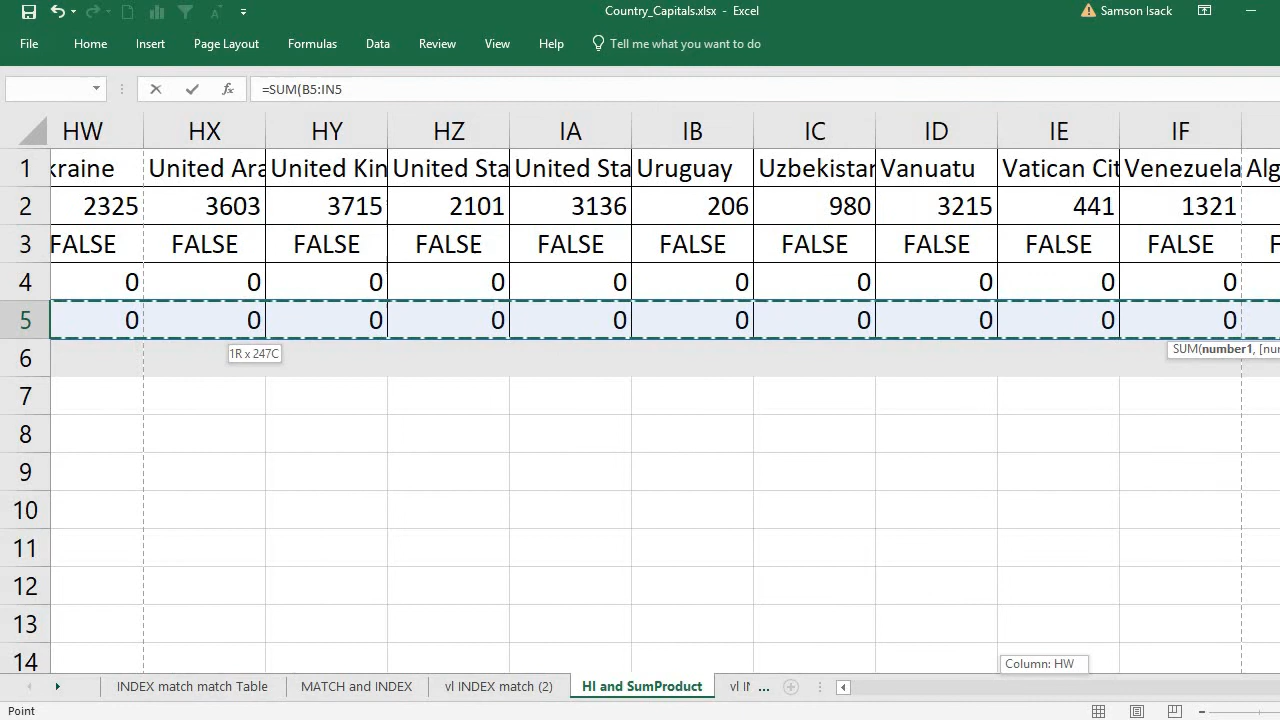 Country_Capitals.xlsx - Excel
Samson Isack
File Home Insert Page Layout Formulas Data Review View Help Tell me what you want to do
fx =SUM(B5:IN5
HW HX HY HZ IA IB IC ID IE IF
1 kraine United Ara United Kin United Sta United Sta Uruguay Uzbekistan Vanuatu Vatican Cit Venezuela Alg
2 2325 3603 3715 2101 3136 206 980 3215 441 1321
3 FALSE FALSE FALSE FALSE FALSE FALSE FALSE FALSE FALSE FALSE F
4 0 0 0 0 0 0 0 0 0 0
5 0 0 0 0 0 0 0 0 0 0
6 1R x 247C SUM(number1, [nu
7
8
9
10
11
12
13
14
Column: HW
INDEX match match Table MATCH and INDEX vl INDEX match (2) HI and SumProduct vl IN ...
Point